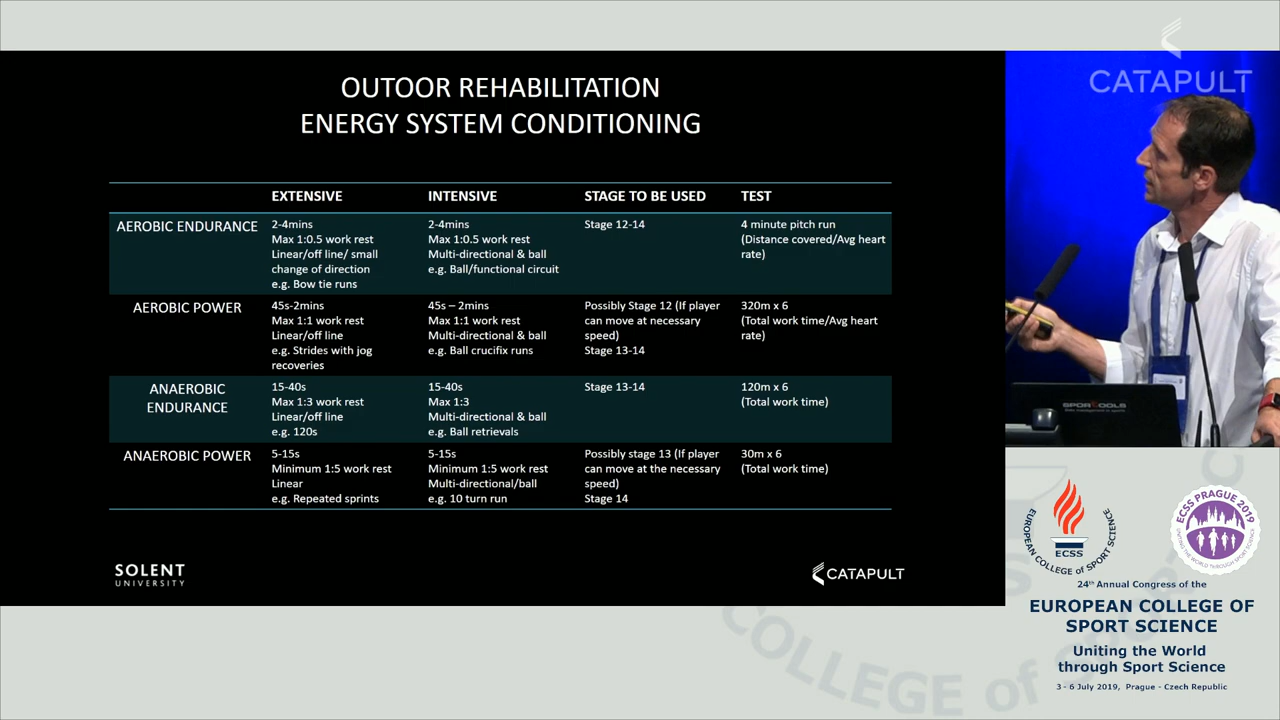 CATAPULT
OUTOOR REHABILITATION
ENERGY SYSTEM CONDITIONING
EXTENSIVE INTENSIVE STAGE TO BE USED TEST
AEROBIC ENDURANCE
2-4mins
Max 1:0.5 work rest
Linear/off line/ small
change of direction
e.g. Bow tie runs
2-4mins
Max 1:0.5 work rest
Multi-directional & ball
e.g. Ball/functional circuit
Stage 12-14
4 minute pitch run
(Distance covered/Avg heart
rate)
AEROBIC POWER
45s-2mins
Max 1:1 work rest
Linear/off line
e.g. Strides with jog
recoveries
45s – 2mins
Max 1:1 work rest
Multi-directional & ball
e.g. Ball crucifix runs
Possibly Stage 12 (If player
can move at necessary
speed)
Stage 13-14
320m x 6
(Total work time/Avg heart
rate)
ANAEROBIC
ENDURANCE
15-40s
Max 1:3 work rest
Linear/off line
e.g. 120s
15-40s
Max 1:3
Multi-directional & ball
e.g. Ball retrievals
Stage 13-14
120m x 6
(Total work time)
ANAEROBIC POWER
5-15s
Minimum 1:5 work rest
Linear
e.g. Repeated sprints
5-15s
Minimum 1:5 work rest
Multi-directional/ball
e.g. 10 turn run
Possibly stage 13 (If player
can move at the necessary
speed)
Stage 14
30m x 6
(Total work time)
SOLENT
UNIVERSITY
CATAPULT
EUROPEAN COLLEGE of SPORT SCIENCE
ECSS
ECSS PRAGUE 2019
UNITING THE WORLD THROUGH SPORT SCIENCE
24th Annual Congress of the
EUROPEAN COLLEGE OF
SPORT SCIENCE
Uniting the World
through Sport Science
3 - 6 July 2019, Prague - Czech Republic
COLLEGE of